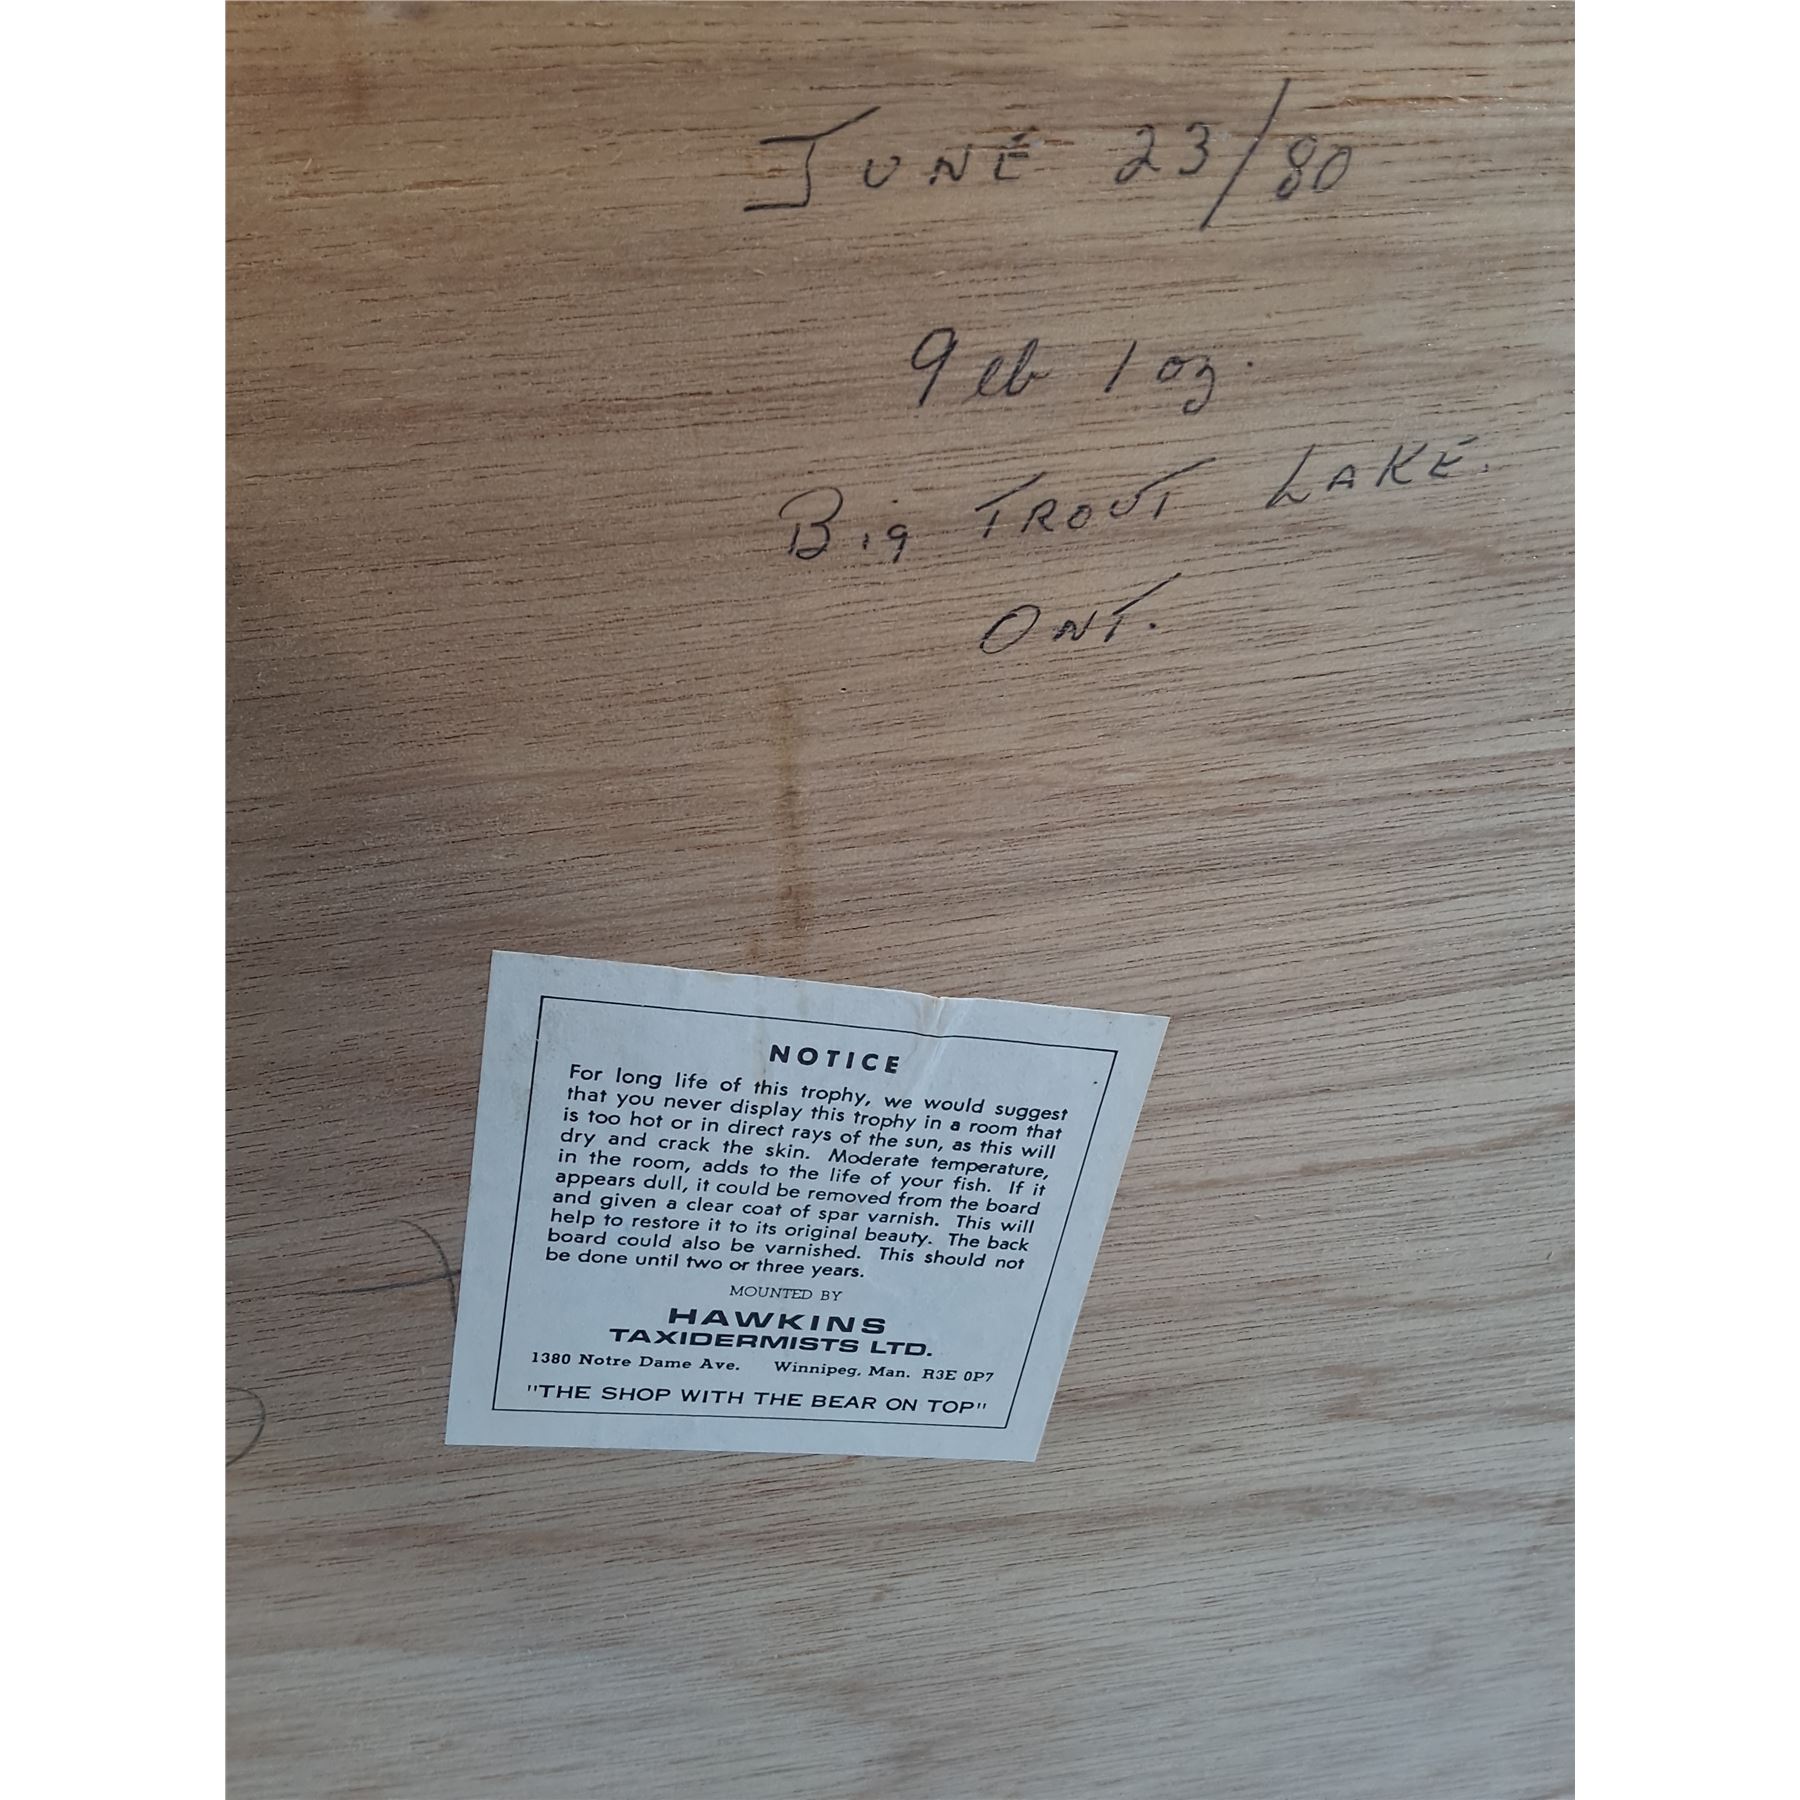 JUNE 23/80
9 lb 1 oz.
Big TROUT LAKE.
ONT.
NOTICE
For long life of this trophy, we would suggest
that you never display this trophy in a room that
is too hot or in direct rays of the sun, as this will
dry and crack the skin. Moderate temperature,
in the room, adds to the life of your fish. If it
appears dull, it could be removed from the board
and given a clear coat of spar varnish. This will
help to restore it to its original beauty. The back
board could also be varnished. This should not
be done until two or three years.
MOUNTED BY
HAWKINS
TAXIDERMISTS LTD.
1380 Notre Dame Ave. Winnipeg, Man. R3E 0P7
"THE SHOP WITH THE BEAR ON TOP"